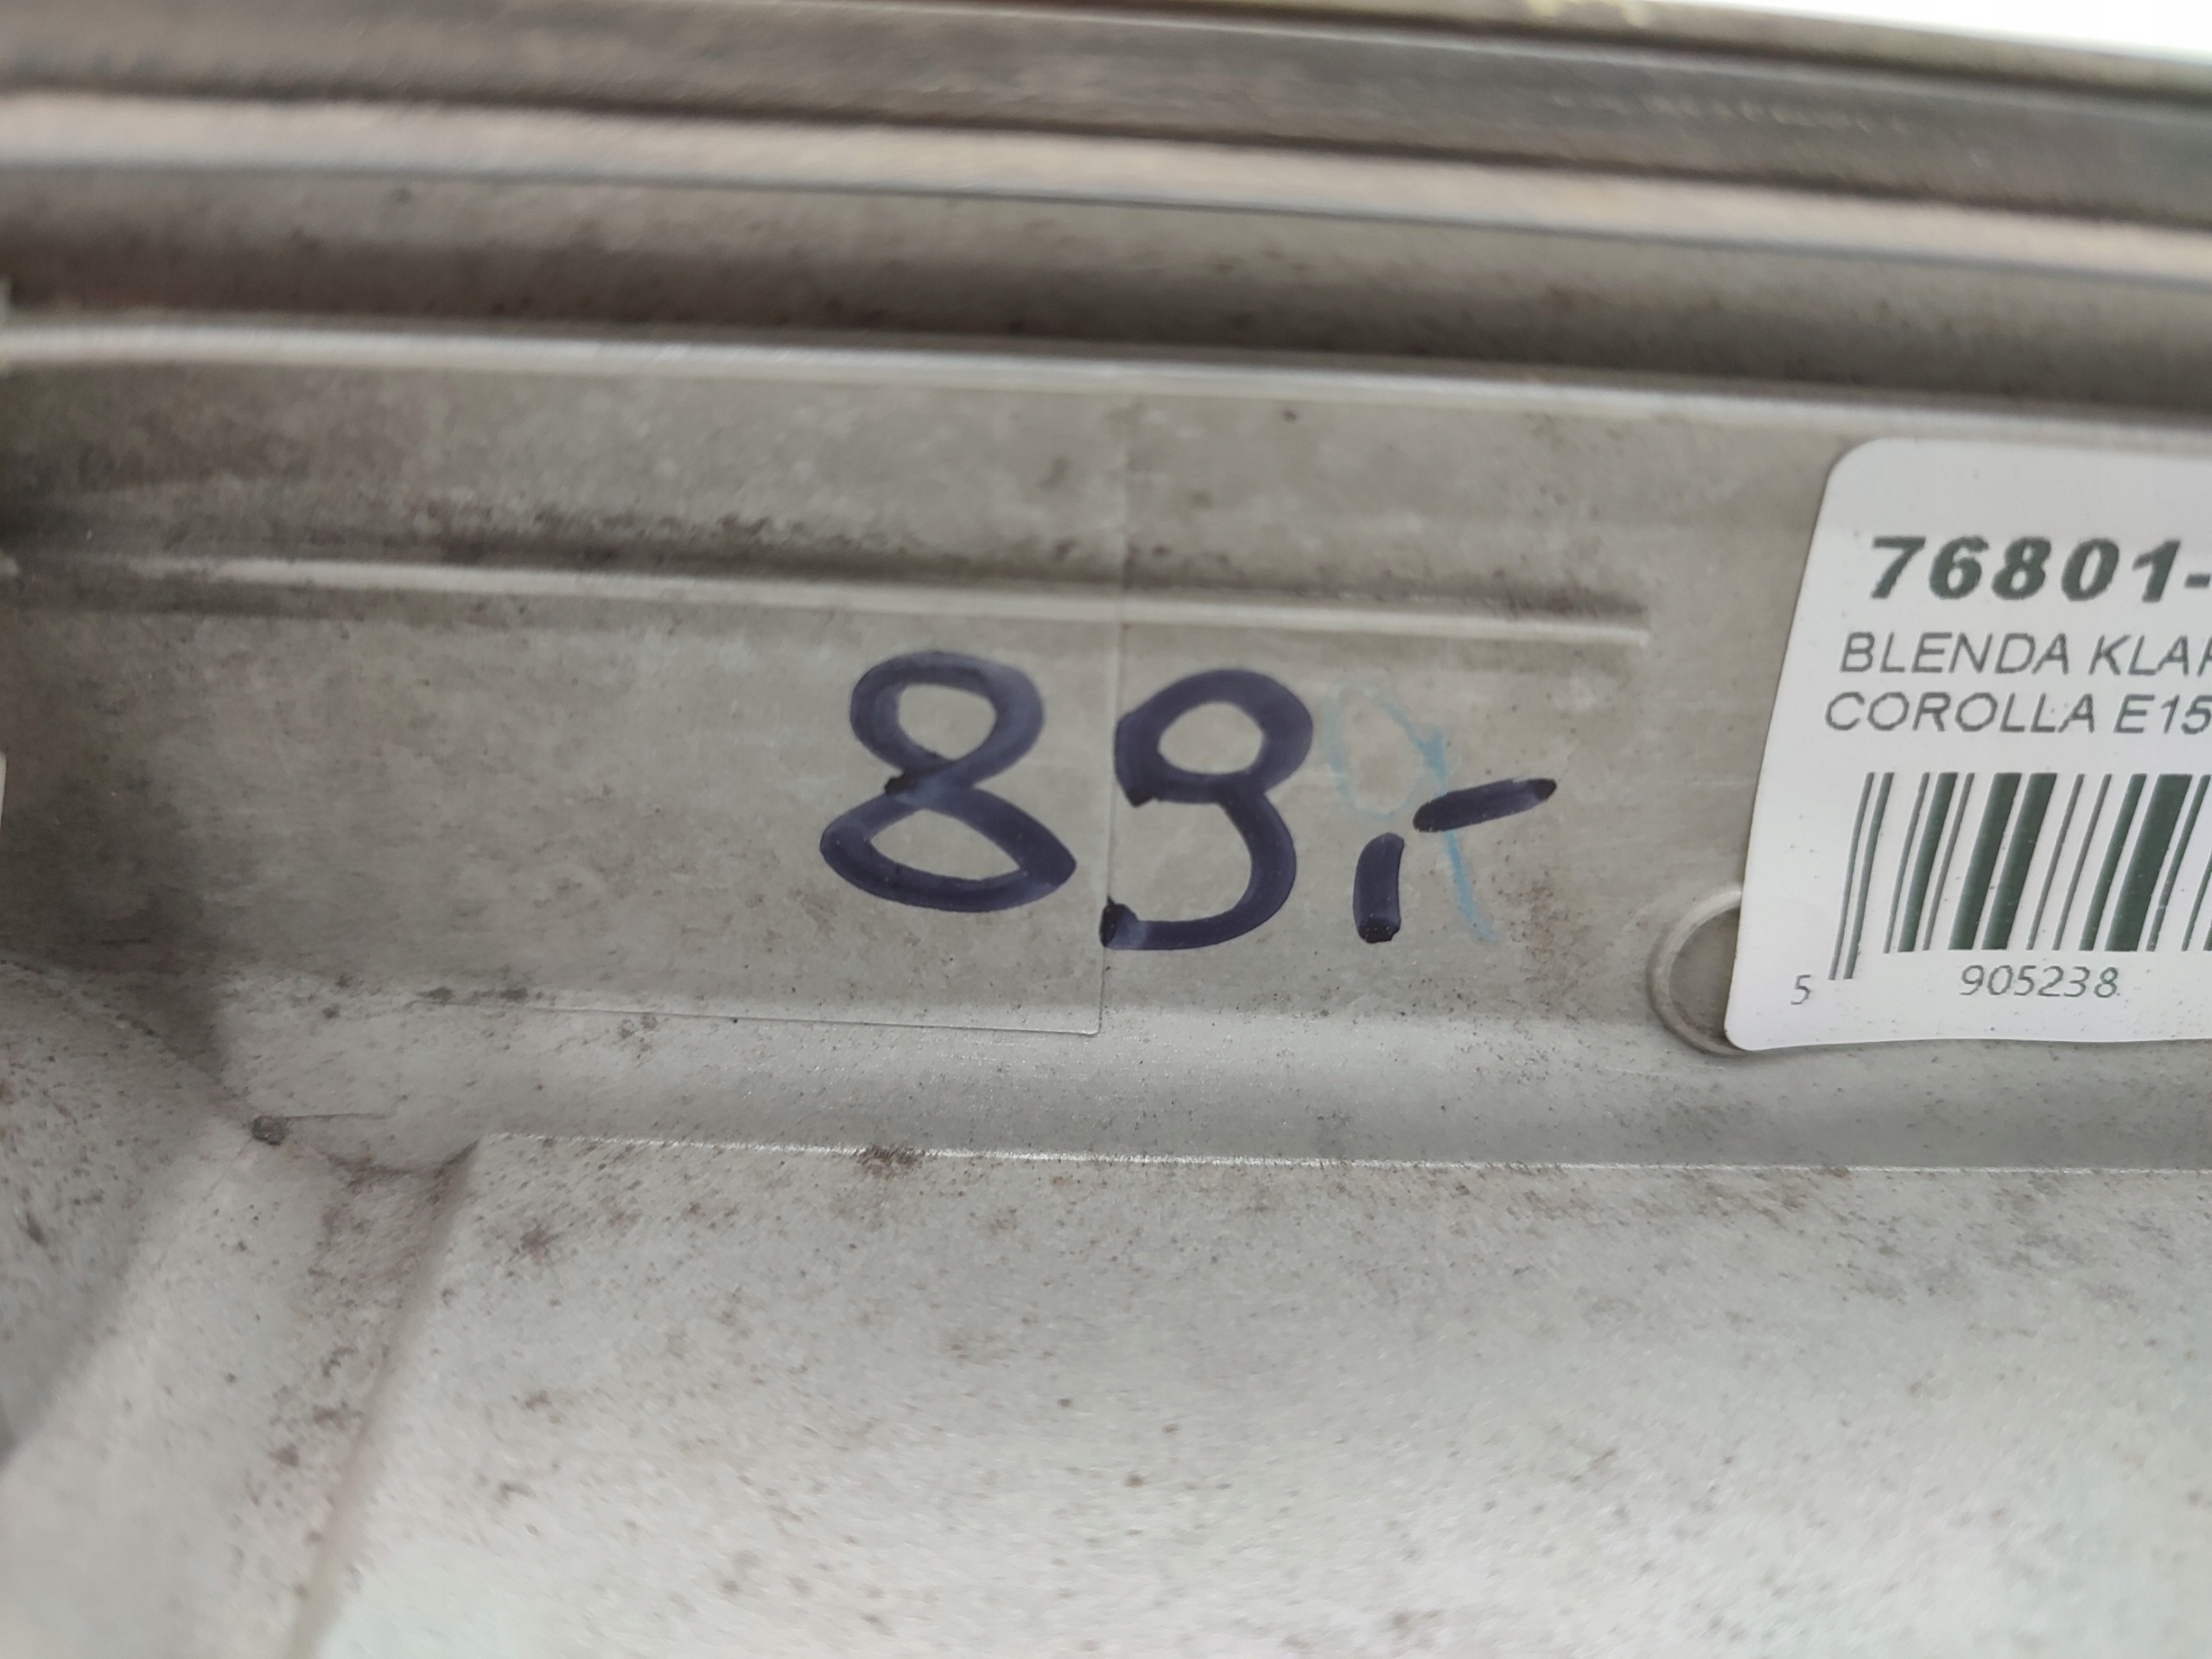 89,-
76801-
BLENDA KLA
COROLLA E15
5 905238